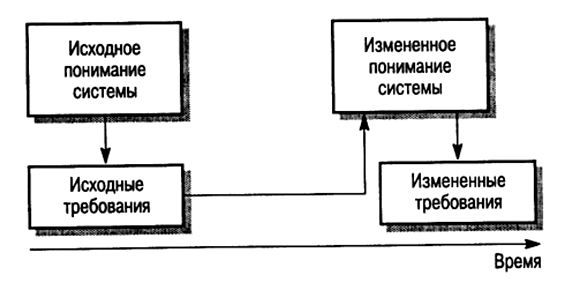 Исходное
понимание
системы
Измененное
понимание
системы
Исходные
требования
Измененные
требования
Время